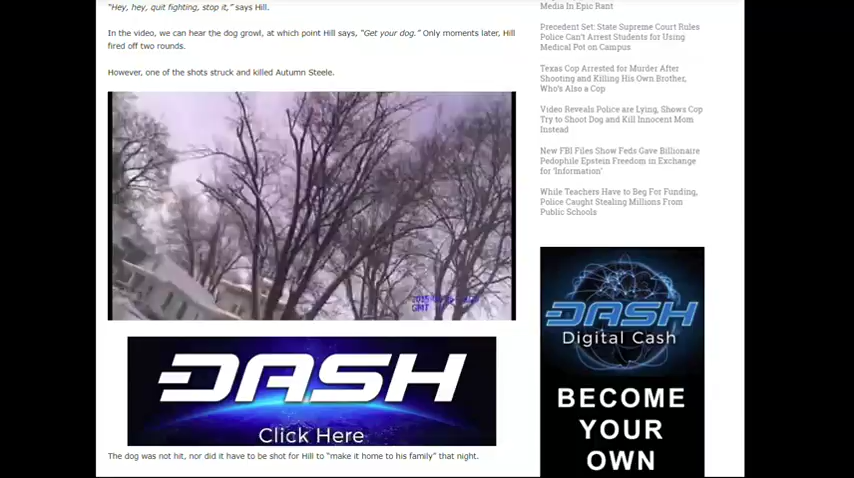 "Hey, hey, quit fighting, stop it," says Hill.
In the video, we can hear the dog growl, at which point Hill says, "Get your dog." Only moments later, Hill
fired off two rounds.
However, one of the shots struck and killed Autumn Steele.
GMT
DASH
Click Here
The dog was not hit, nor did it have to be shot for Hill to "make it home to his family" that night.
Media In Epic Rant
Precedent Set: State Supreme Court Rules
Police Can't Arrest Students for Using
Medical Pot on Campus
Texas Cop Arrested for Murder After
Shooting and Killing His Own Brother,
Who's Also a Cop
Video Reveals Police are Lying, Shows Cop
Try to Shoot Dog and Kill Innocent Mom
Instead
New FBI Files Show Feds Gave Billionaire
Pedophile Epstein Freedom in Exchange
for 'Information'
While Teachers Have to Beg For Funding,
Police Caught Stealing Millions From
Public Schools
DASH
Digital Cash
BECOME
YOUR
OWN